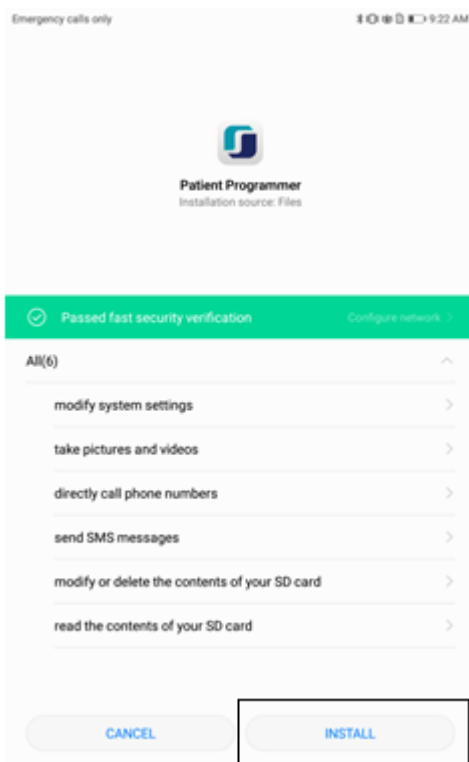 Emergency calls only 9:22 AM
Patient Programmer
Installation source: Files
Passed fast security verification Configure network >
All(6)
modify system settings
take pictures and videos
directly call phone numbers
send SMS messages
modify or delete the contents of your SD card
read the contents of your SD card
CANCEL INSTALL